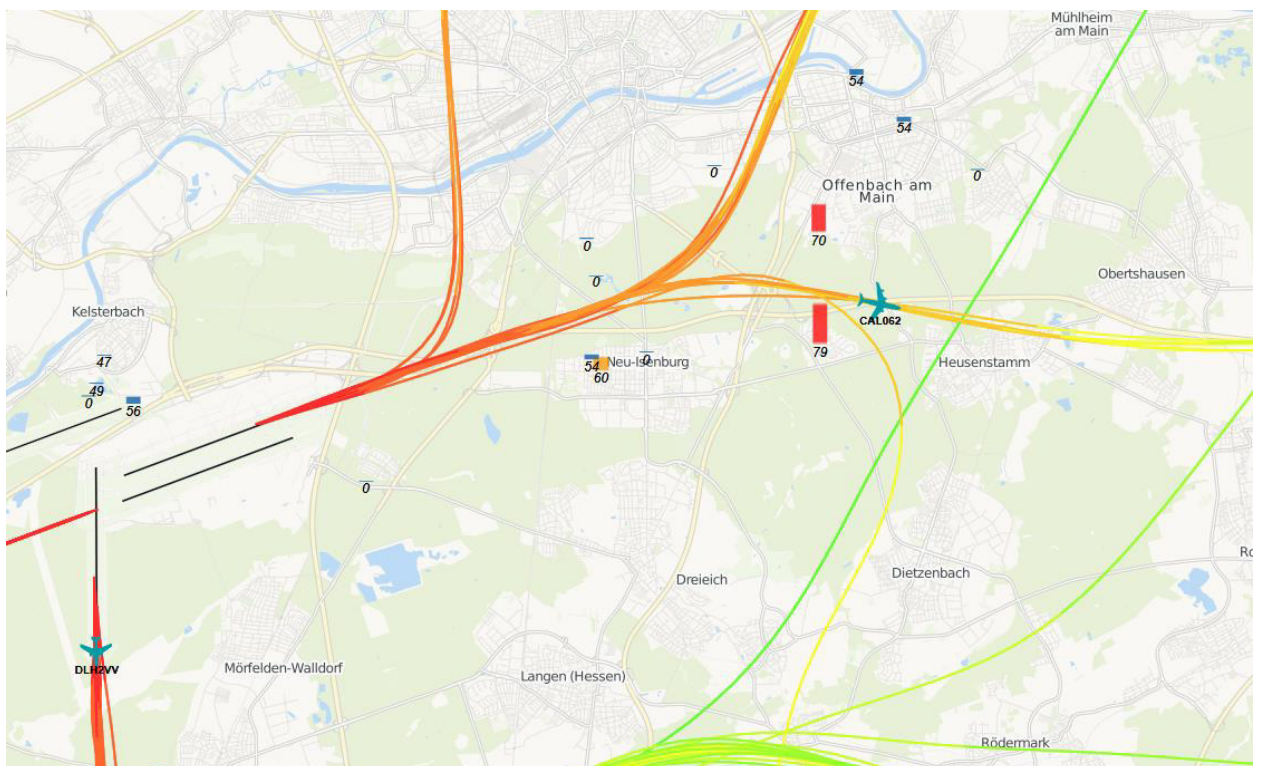 Mühlheim
am Main
54
54
0
0
Offenbach am
Main
70
0
0
Obertshausen
Kelsterbach
CAL062
79
47
54
Neu-Isenburg
0
60
Heusenstamm
49
0
56
0
Dreieich
Dietzenbach
DLH2VV
Mörfelden-Walldorf
Langen (Hessen)
Rödermark